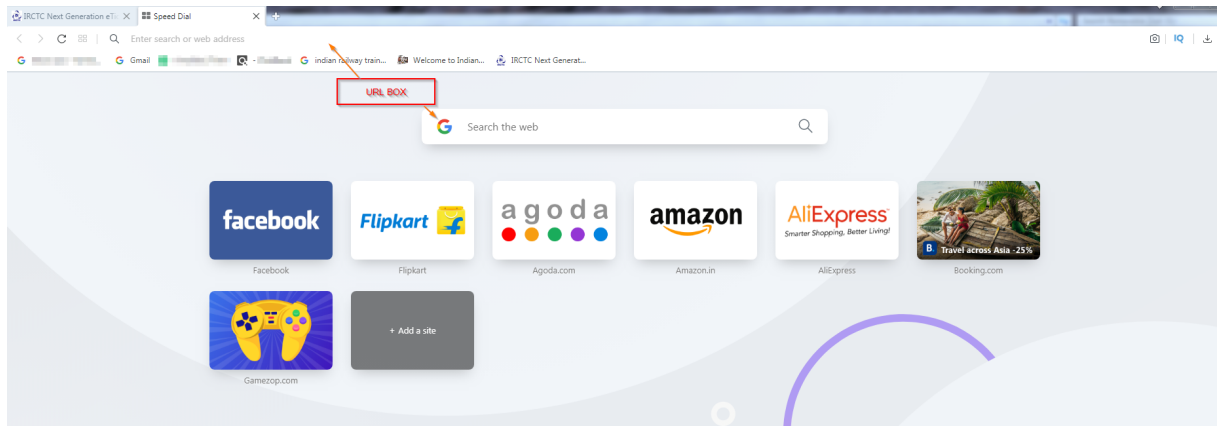 IRCTC Next Generation eTi
Speed Dial
Enter search or web address
IQ
G
G Gmail
G indian railway train...
Welcome to Indian...
IRCTC Next Generat...
URL BOX
G Search the web
facebook
Flipkart
agoda
amazon
AliExpress
Smarter Shopping, Better Living!
B. Travel across Asia -25%
Facebook
Flipkart
Agoda.com
Amazon.in
AliExpress
Booking.com
+ Add a site
Gamezop.com